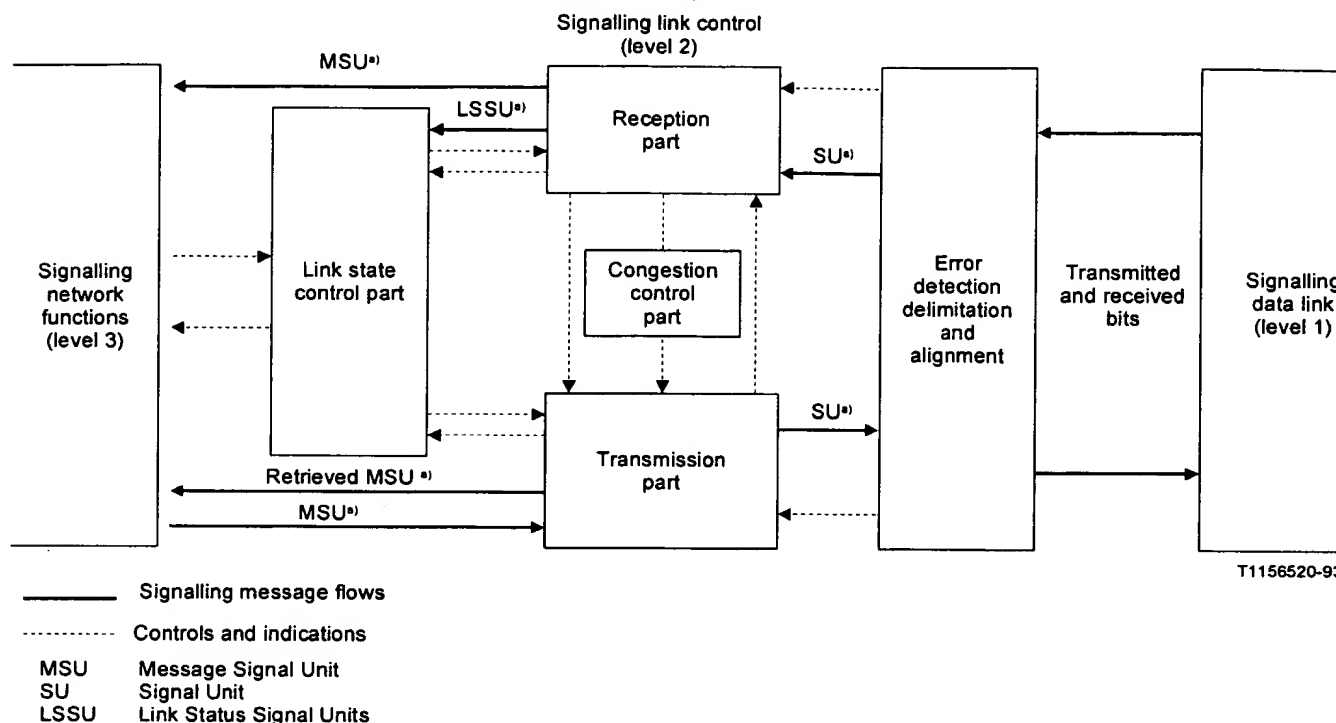 Signalling link control
(level 2)
MSU a)
LSSU a)
Reception
part
SU a)
Signalling
network
functions
(level 3)
Link state
control part
Congestion
control
part
Error
detection
delimitation
and
alignment
Transmitted
and received
bits
Signalling
data link
(level 1)
SU a)
Transmission
part
Retrieved MSU a)
MSU a)
T1156520-93
Signalling message flows
Controls and indications
MSU Message Signal Unit
SU Signal Unit
LSSU Link Status Signal Units